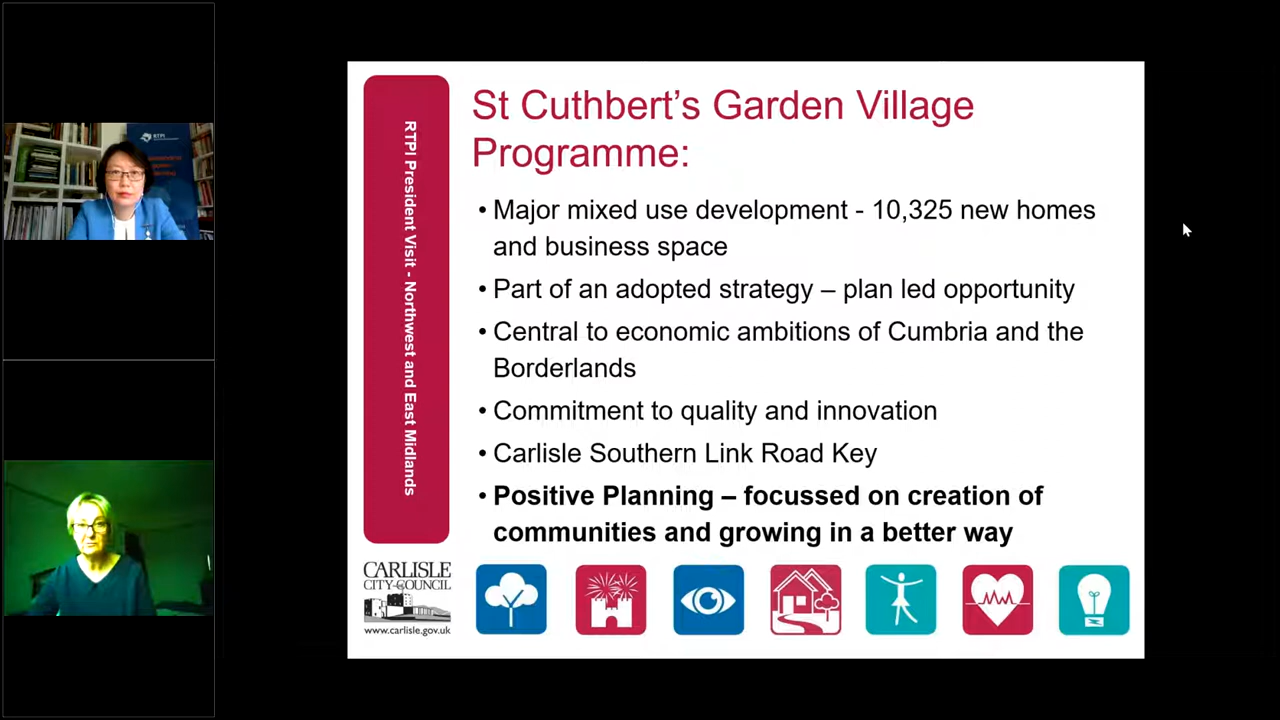 RTPI
RTPI President Visit - Northwest and East Midlands
St Cuthbert's Garden Village
Programme:
• Major mixed use development - 10,325 new homes
and business space
• Part of an adopted strategy – plan led opportunity
• Central to economic ambitions of Cumbria and the
Borderlands
• Commitment to quality and innovation
• Carlisle Southern Link Road Key
• Positive Planning – focussed on creation of
communities and growing in a better way
CARLISLE
CITY COUNCIL
www.carlisle.gov.uk